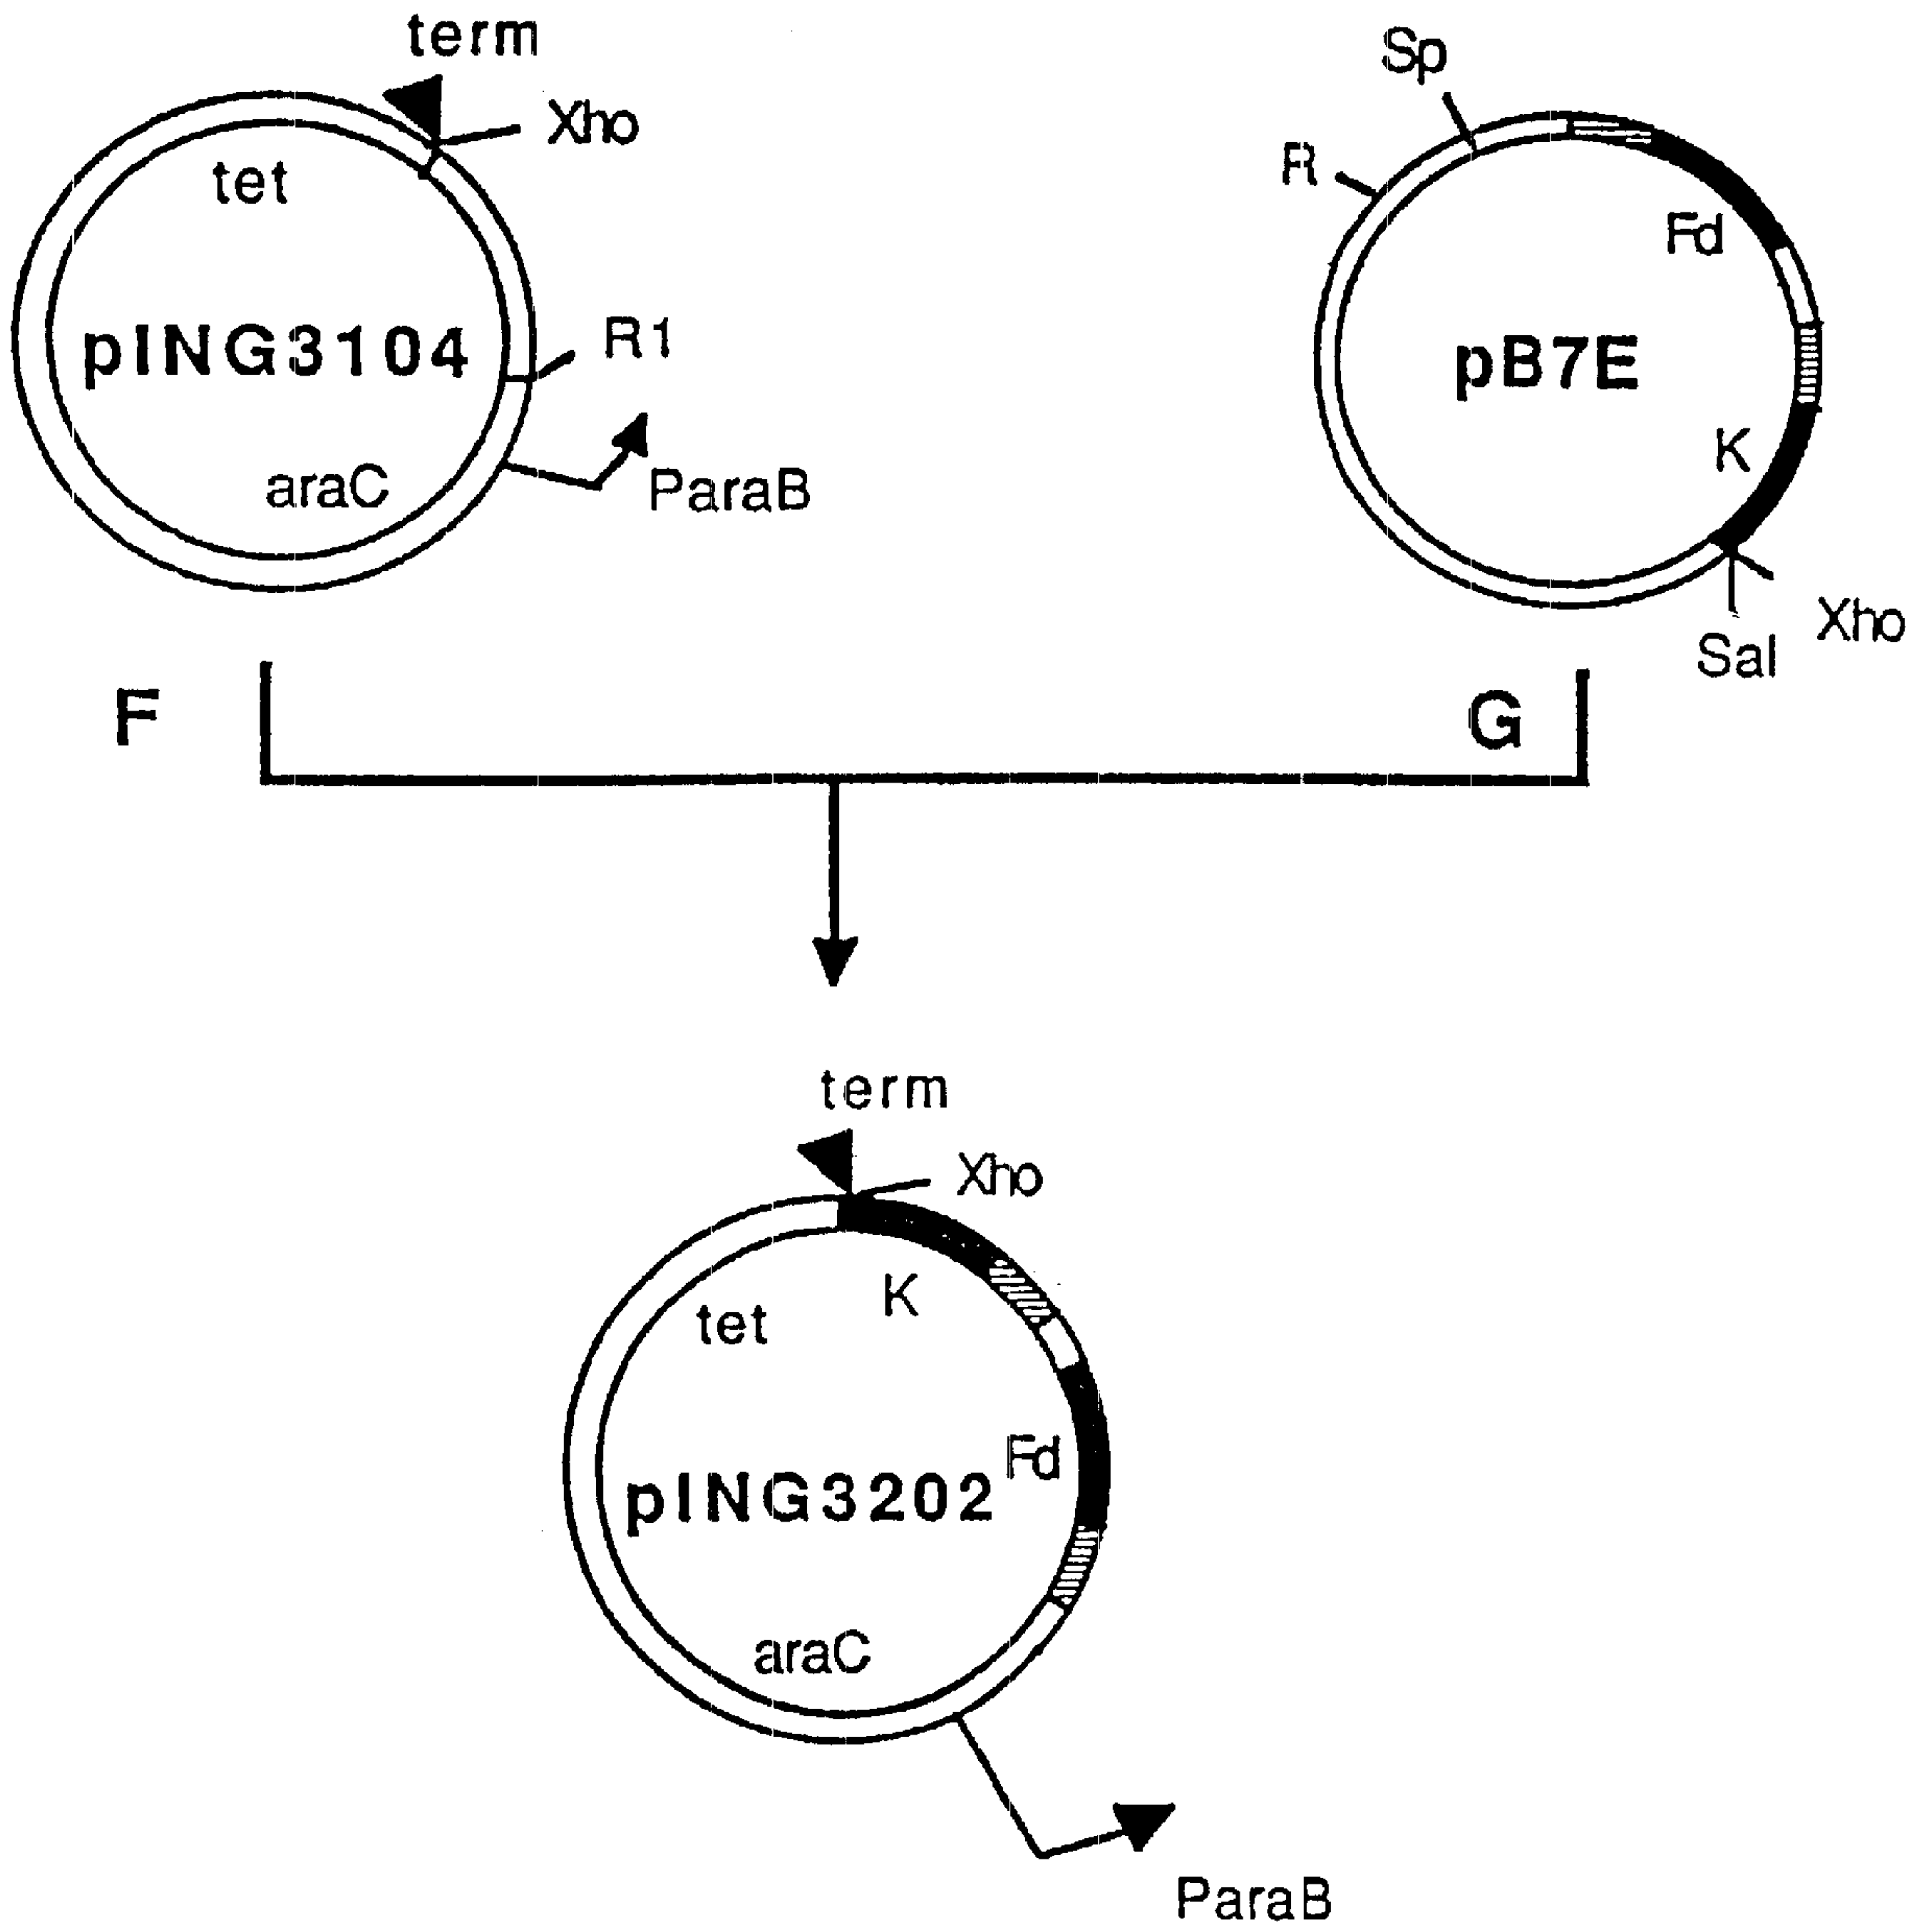 term
Xho
tet
pING3104
R1
araC
ParaB
Sp
R
Fd
pB7E
K
Xho
Sal
F
G
term
Xho
K
tet
Fd
pING3202
araC
ParaB